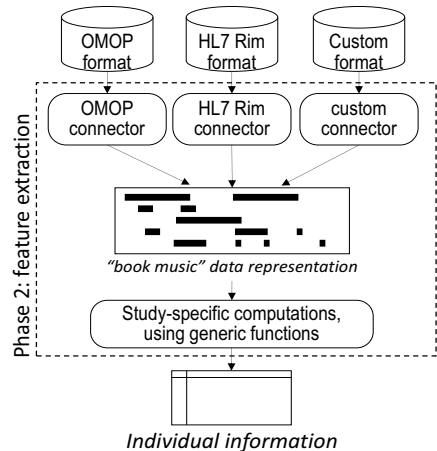 OMOP
format
HL7 Rim
format
Custom
format
OMOP
connector
HL7 Rim
connector
custom
connector
Phase 2: feature extraction
“book music” data representation
Study-specific computations,
using generic functions
Individual information